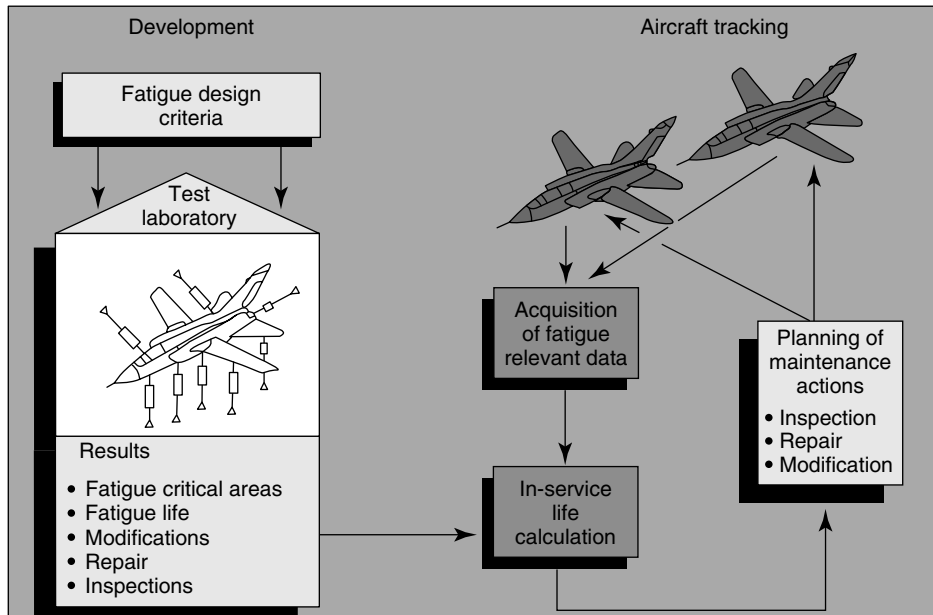 Development
Fatigue design
criteria
Test
laboratory
Results
• Fatigue critical areas
• Fatigue life
• Modifications
• Repair
• Inspections
Aircraft tracking
Acquisition
of fatigue
relevant data
In-service
life
calculation
Planning of
maintenance
actions
• Inspection
• Repair
• Modification